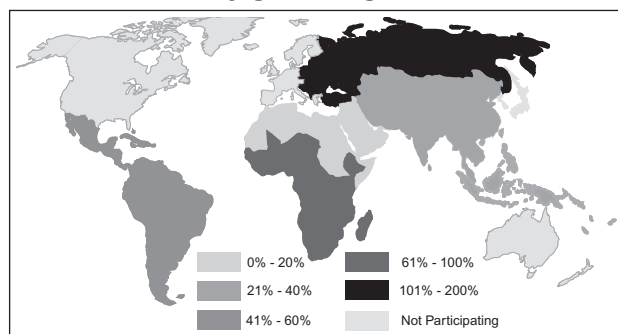 0% - 20%
61% - 100%
21% - 40%
101% - 200%
41% - 60%
Not Participating